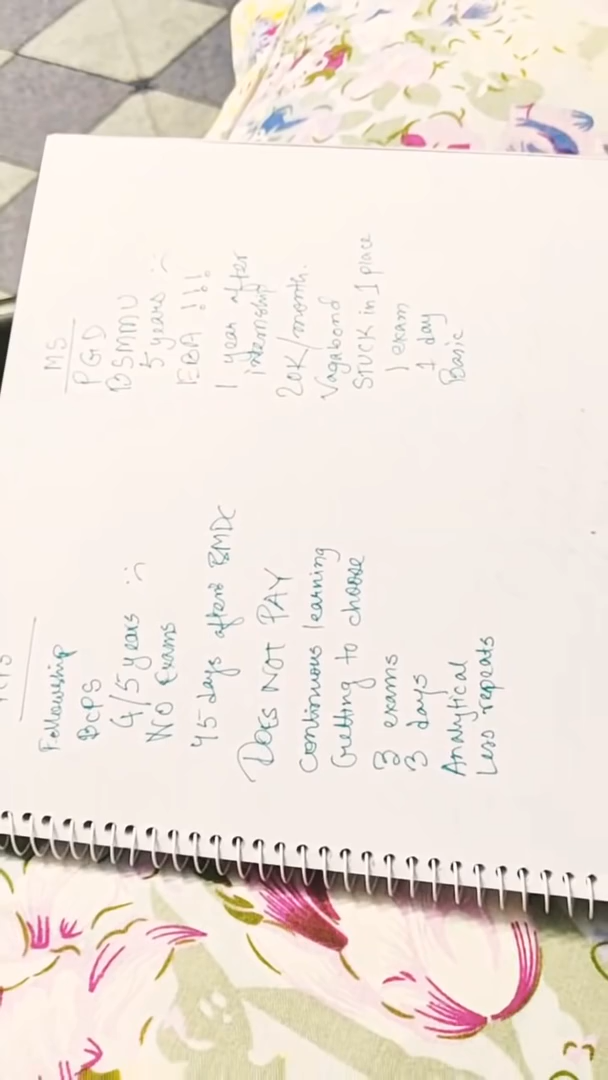 Fellowship
BCPS
4/5 years :-
NO Exams
45 days after BMDC
DOES NOT PAY
Continuous learning
Getting to choose
3 exams
3 days
Analytical
Less repeats
MS
PGD
BSMMU
5 years :-
!!!
1 year after
internship
20K/month.
Vagabond
STUCK in 1 place
1 exam
1 day
Basic